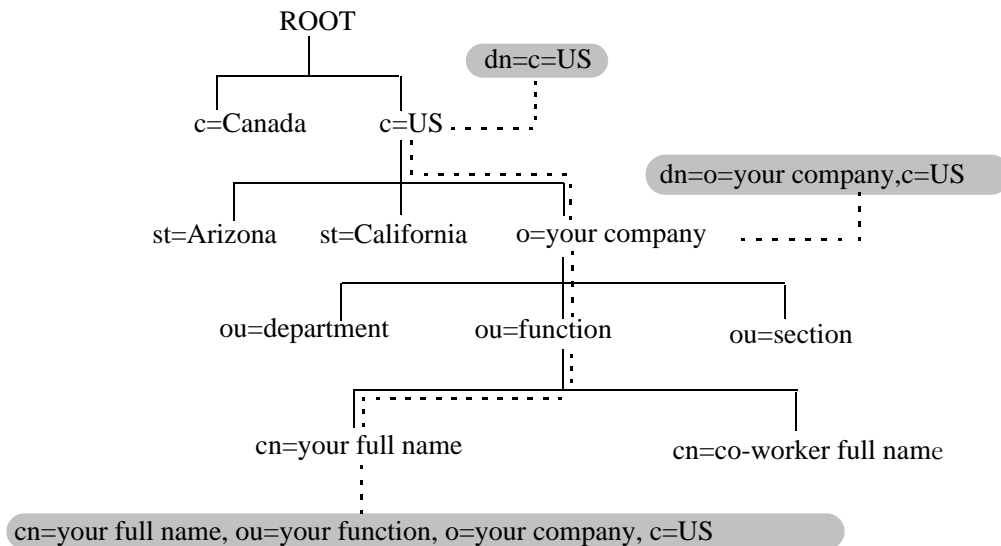 ROOT
dn=c=US
c=Canada
c=US
dn=o=your company,c=US
st=Arizona
st=California
o=your company
ou=department
ou=function
ou=section
cn=your full name
cn=co-worker full name
cn=your full name, ou=your function, o=your company, c=US